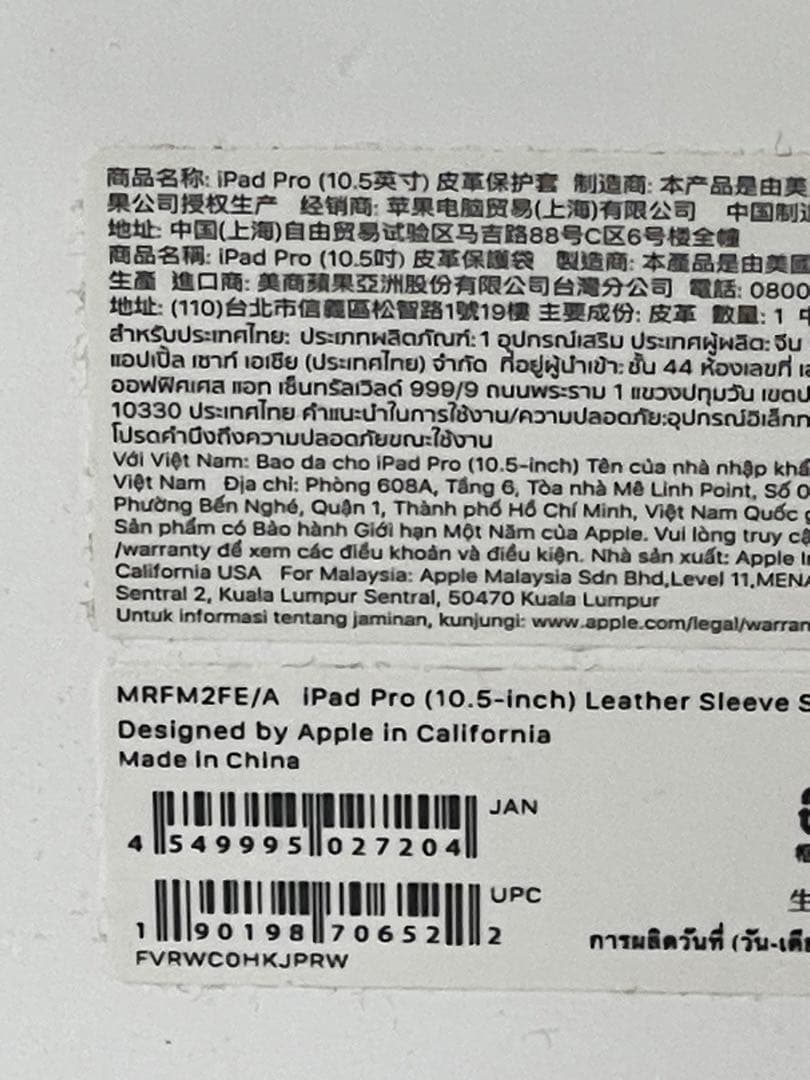 商品名称: iPad Pro (10.5英寸) 皮革保护套 制造商: 本产品是由美
果公司授权生产 经销商: 苹果电脑贸易(上海)有限公司 中国制造
地址: 中国(上海)自由贸易试验区马吉路88号C区6号楼全幢
商品名稱: iPad Pro (10.5吋) 皮革保護袋 製造商: 本產品是由美國
生產 進口商: 美商蘋果亞洲股份有限公司台灣分公司 電話: 0800
地址: (110)台北市信義區松智路1號19樓 主要成份: 皮革 數量: 1 中
สำหรับประเทศไทย: ประเภทผลิตภัณฑ์: 1 อุปกรณ์เสริม ประเทศผู้ผลิต: จีน
แอปเปิ้ล เซาท์ เอเชีย (ประเทศไทย) จำกัด ที่อยู่ผู้นำเข้า: ชั้น 44 ห้องเลขที่
ออฟฟิศเศส แอท เซ็นทรัลเวิลด์ 999/9 ถนนพระราม 1 แขวงปทุมวัน เขตป
10330 ประเทศไทย คำแนะนำในการใช้งาน/ความปลอดภัย:อุปกรณ์อิเล็กท
โปรดคำนึงถึงความปลอดภัยขณะใช้งาน
Với Việt Nam: Bao da cho iPad Pro (10.5-inch) Tên của nhà nhập khẩ
Việt Nam Địa chỉ: Phòng 608A, Tầng 6, Tòa nhà Mê Linh Point, Số 0
Phường Bến Nghé, Quận 1, Thành phố Hồ Chí Minh, Việt Nam Quốc g
Sản phẩm có Bảo hành Giới hạn Một Năm của Apple. Vui lòng truy cậ
/warranty để xem các điều khoản và điều kiện. Nhà sản xuất: Apple In
California USA For Malaysia: Apple Malaysia Sdn Bhd,Level 11,MENA
Sentral 2, Kuala Lumpur Sentral, 50470 Kuala Lumpur
Untuk informasi tentang jaminan, kunjungi: www.apple.com/legal/warran
MRFM2FE/A iPad Pro (10.5-inch) Leather Sleeve S
Designed by Apple in California
Made in China
JAN
4 549995 027204
UPC
1 90198 70652 2
生
FVRWC0HKJPRW
การผลิตวันที่ (วัน-เดือ